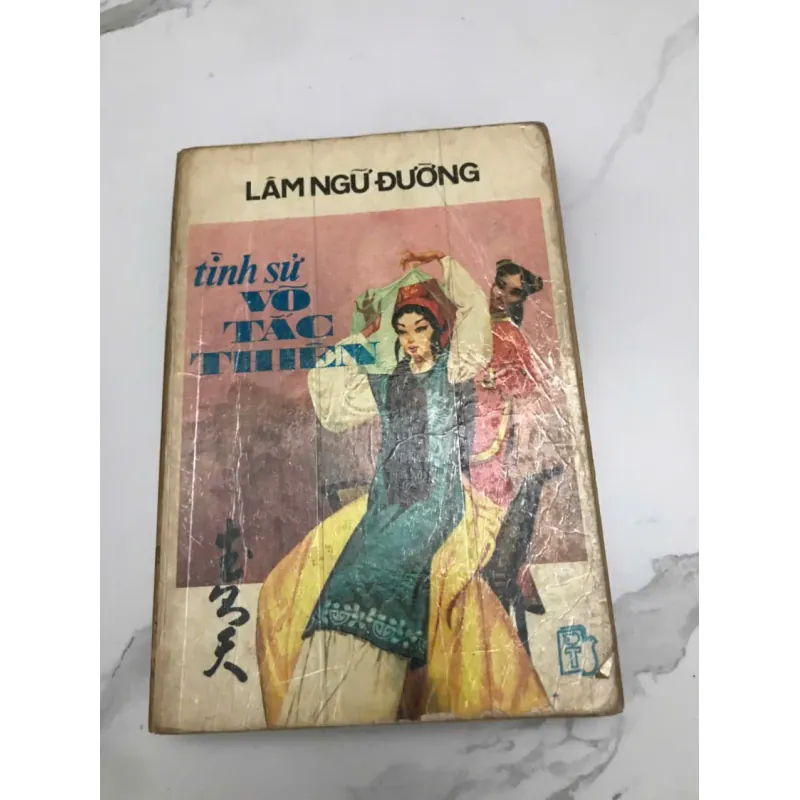 LÂM NGỮ ĐƯỜNG
tình sử
VÕ
TẮC
THIÊN